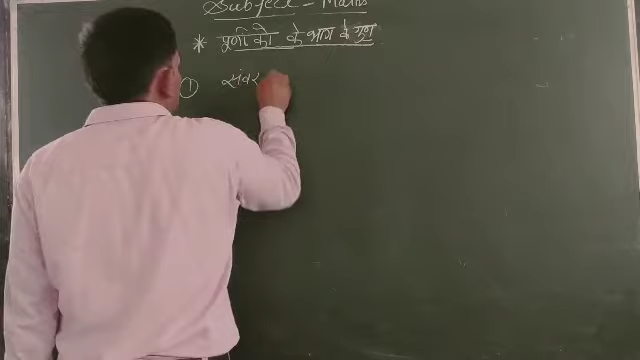 Subject - Maths
* पूर्णांकों के भाग के गुण
① संवर